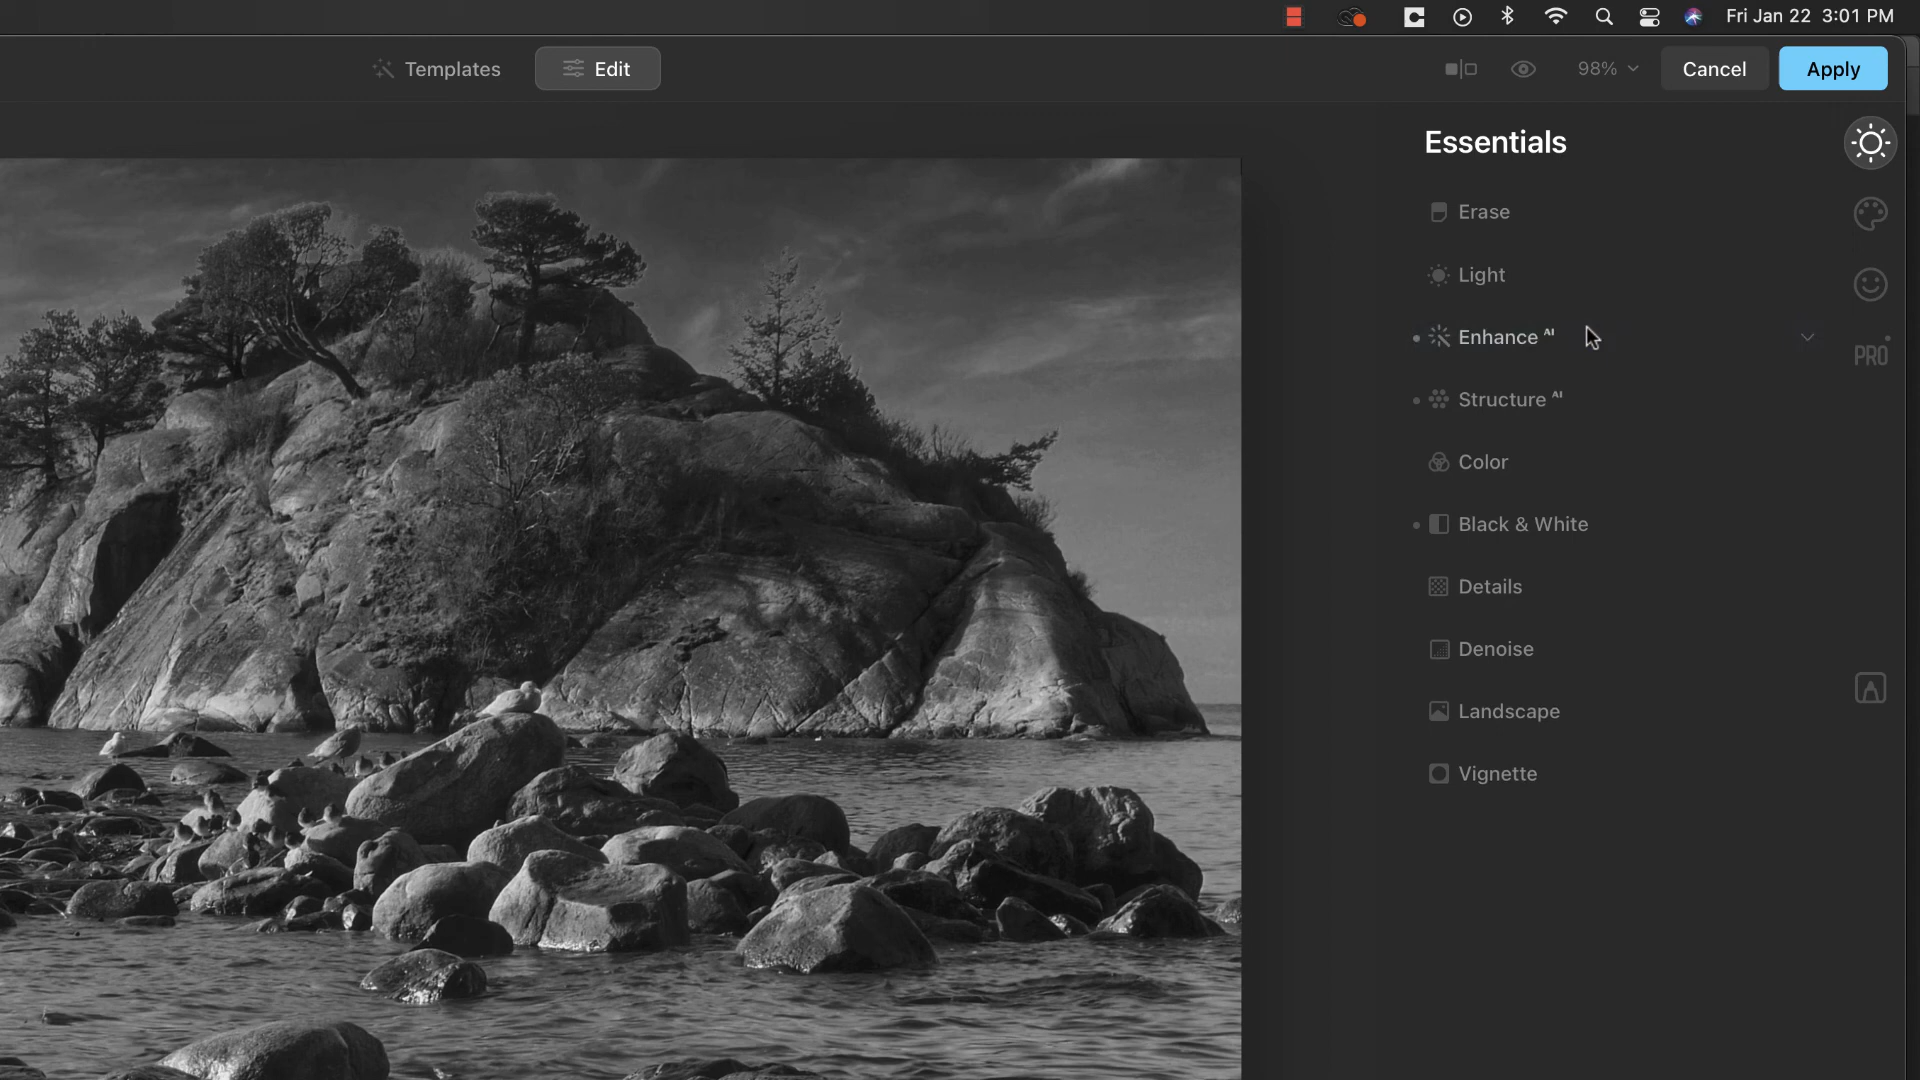 Fri Jan 22 3:01 PM
Templates
Edit
98%
Cancel
Apply
Essentials
Erase
Light
Enhance AI
PRO
Structure AI
Color
Black & White
Details
Denoise
Landscape
Vignette